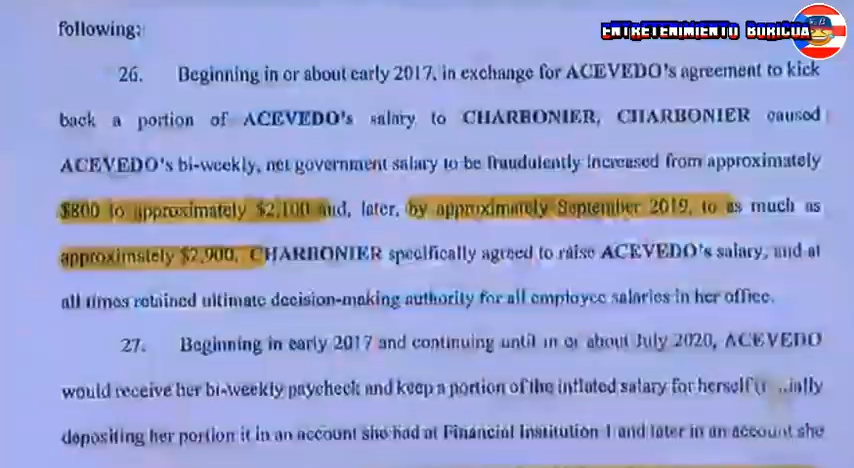 ENTRETENIMIENTO BORICUA
following:
26. Beginning in or about early 2017, in exchange for ACEVEDO's agreement to kick
back a portion of ACEVEDO's salary to CHARBONIER, CHARBONIER caused
ACEVEDO's bi-weekly, net government salary to be fraudulently increased from approximately
$800 to approximately $2,100 and, later, by approximately September 2019, to as much as
approximately $2,900. CHARBONIER specifically agreed to raise ACEVEDO's salary, and at
all times retained ultimate decision-making authority for all employee salaries in her office.
27. Beginning in early 2017 and continuing until in or about July 2020, ACEVEDO
would receive her bi-weekly paycheck and keep a portion of the inflated salary for herself
depositing her portion it in an account she had at Financial Institution 1 and later in an account she